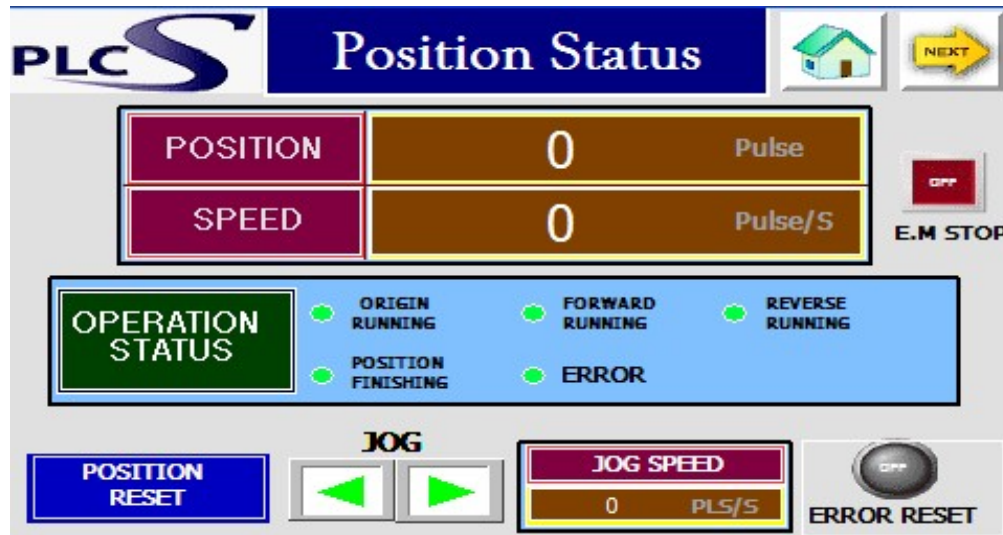 PLCS
Position Status
NEXT
POSITION
0 Pulse
SPEED
0 Pulse/S
OFF
E.M STOP
OPERATION
STATUS
ORIGIN
RUNNING
FORWARD
RUNNING
REVERSE
RUNNING
POSITION
FINISHING
ERROR
POSITION
RESET
JOG
JOG SPEED
0 PLS/S
OFF
ERROR RESET